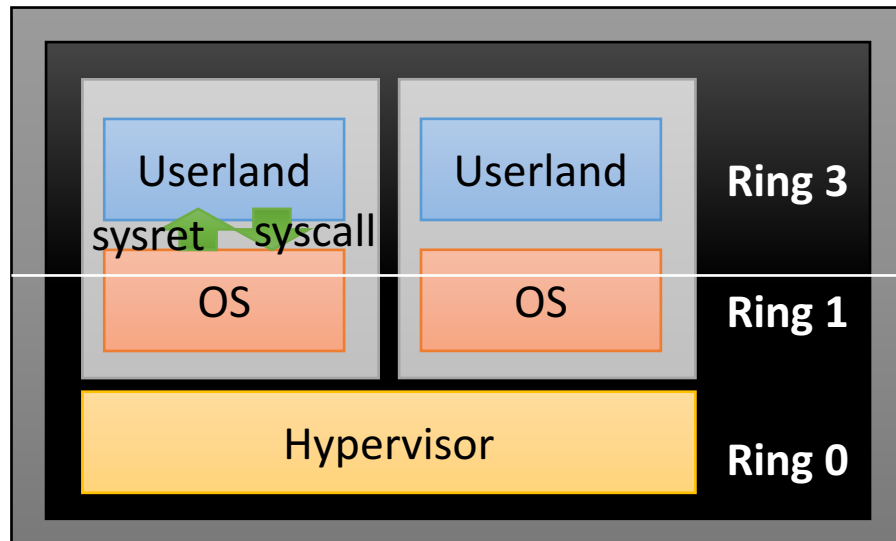 Userland
Userland
Ring 3
sysret
syscall
OS
OS
Ring 1
Hypervisor
Ring 0